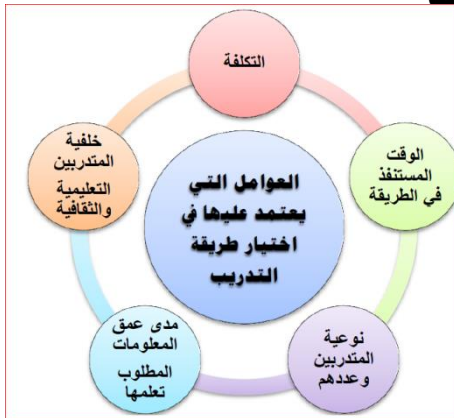 التكلفة
الوقت
المستنفذ
في الطريقة
نوعية
المتدربين
وعددهم
مدى عمق
المعلومات
المطلوب
تعلمها
خلفية
المتدربين
التعليمية
والثقافية
العوامل التي
يعتمد عليها في
اختيار طريقة
التدريب